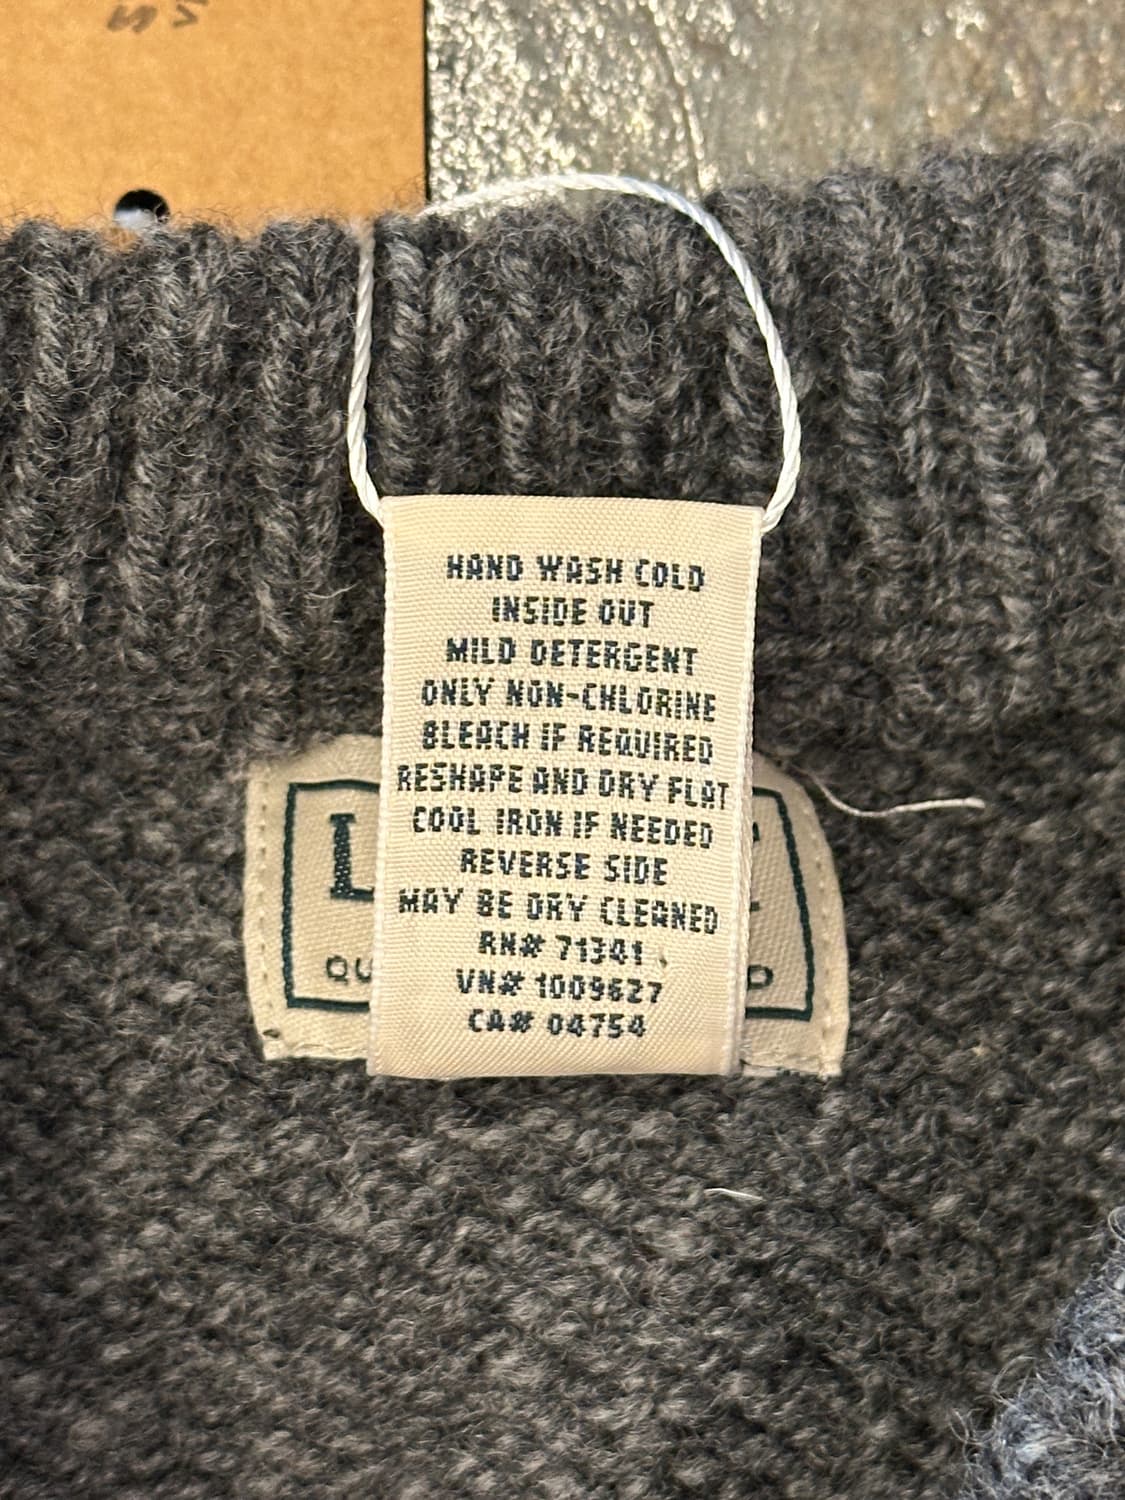 HAND WASH COLD
INSIDE OUT
MILD DETERGENT
ONLY NON-CHLORINE
BLEACH IF REQUIRED
RESHAPE AND DRY FLAT
COOL IRON IF NEEDED
REVERSE SIDE
MAY BE DRY CLEANED
RN# 71341
VN# 1009627
CA# 04754